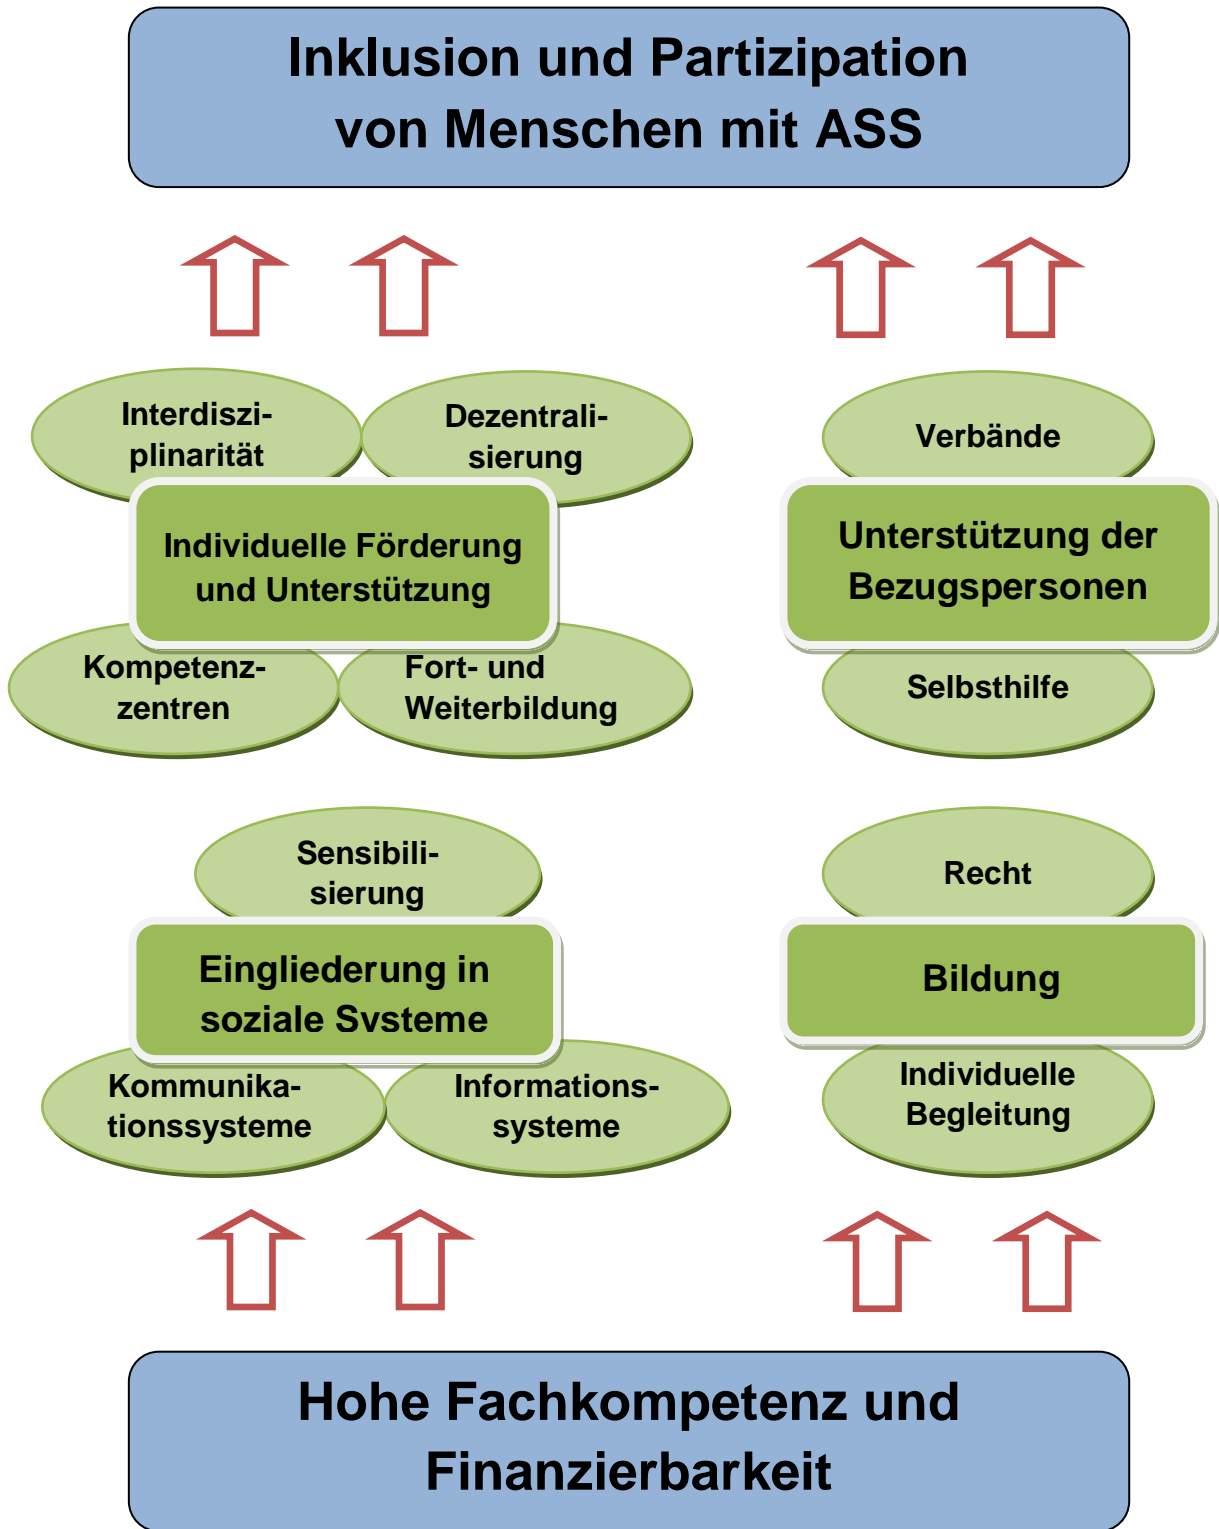 Inklusion und Partizipation
von Menschen mit ASS
Interdiszi-
plinarität
Dezentrali-
sierung
Individuelle Förderung
und Unterstützung
Kompetenz-
zentren
Fort- und
Weiterbildung
Verbände
Unterstützung der
Bezugspersonen
Selbsthilfe
Sensibili-
sierung
Eingliederung in
soziale Systeme
Kommunika-
tionssysteme
Informations-
systeme
Recht
Bildung
Individuelle
Begleitung
Hohe Fachkompetenz und
Finanzierbarkeit